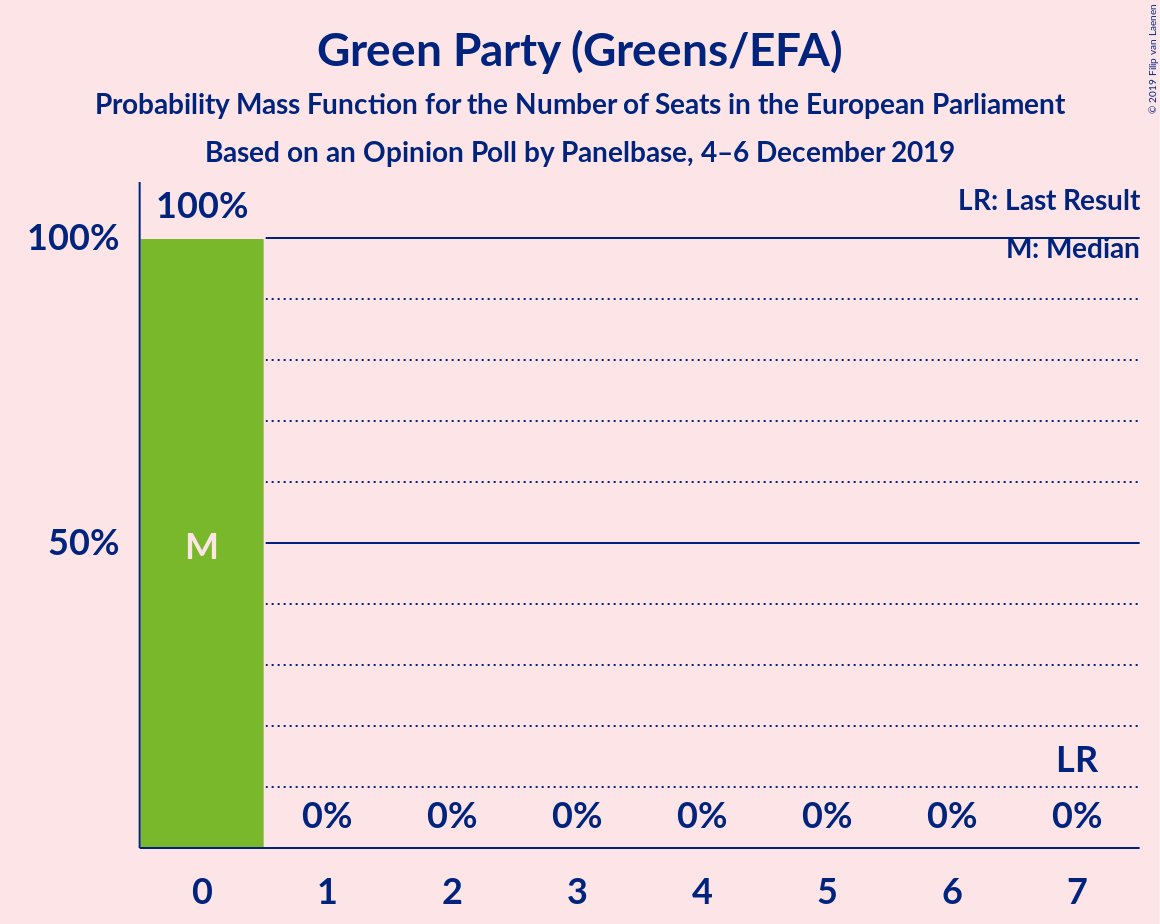 Green Party (Greens/EFA)
Probability Mass Function for the Number of Seats in the European Parliament
Based on an Opinion Poll by Panelbase, 4–6 December 2019
© 2019 Filip van Laenen
LR: Last Result
M: Median
100%
100%
50%
M
LR
0% 0% 0% 0% 0% 0% 0%
0 1 2 3 4 5 6 7